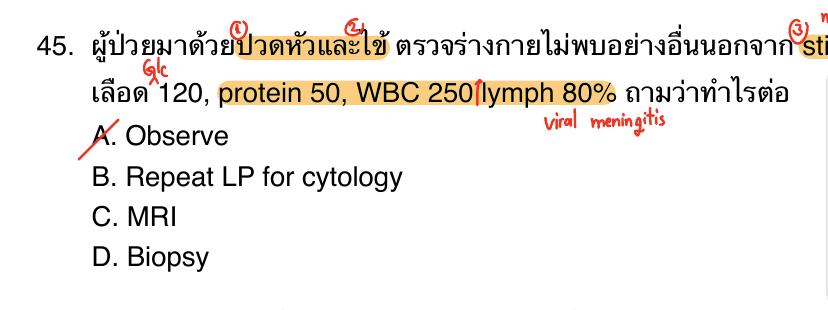 ① ② ③
45. ผู้ป่วยมาด้วยปวดหัวและไข้ ตรวจร่างกายไม่พบอย่างอื่นนอกจาก sti
Glc
เลือด 120, protein 50, WBC 250 lymph 80% ถามว่าทำไรต่อ
viral meningitis
A. Observe
B. Repeat LP for cytology
C. MRI
D. Biopsy